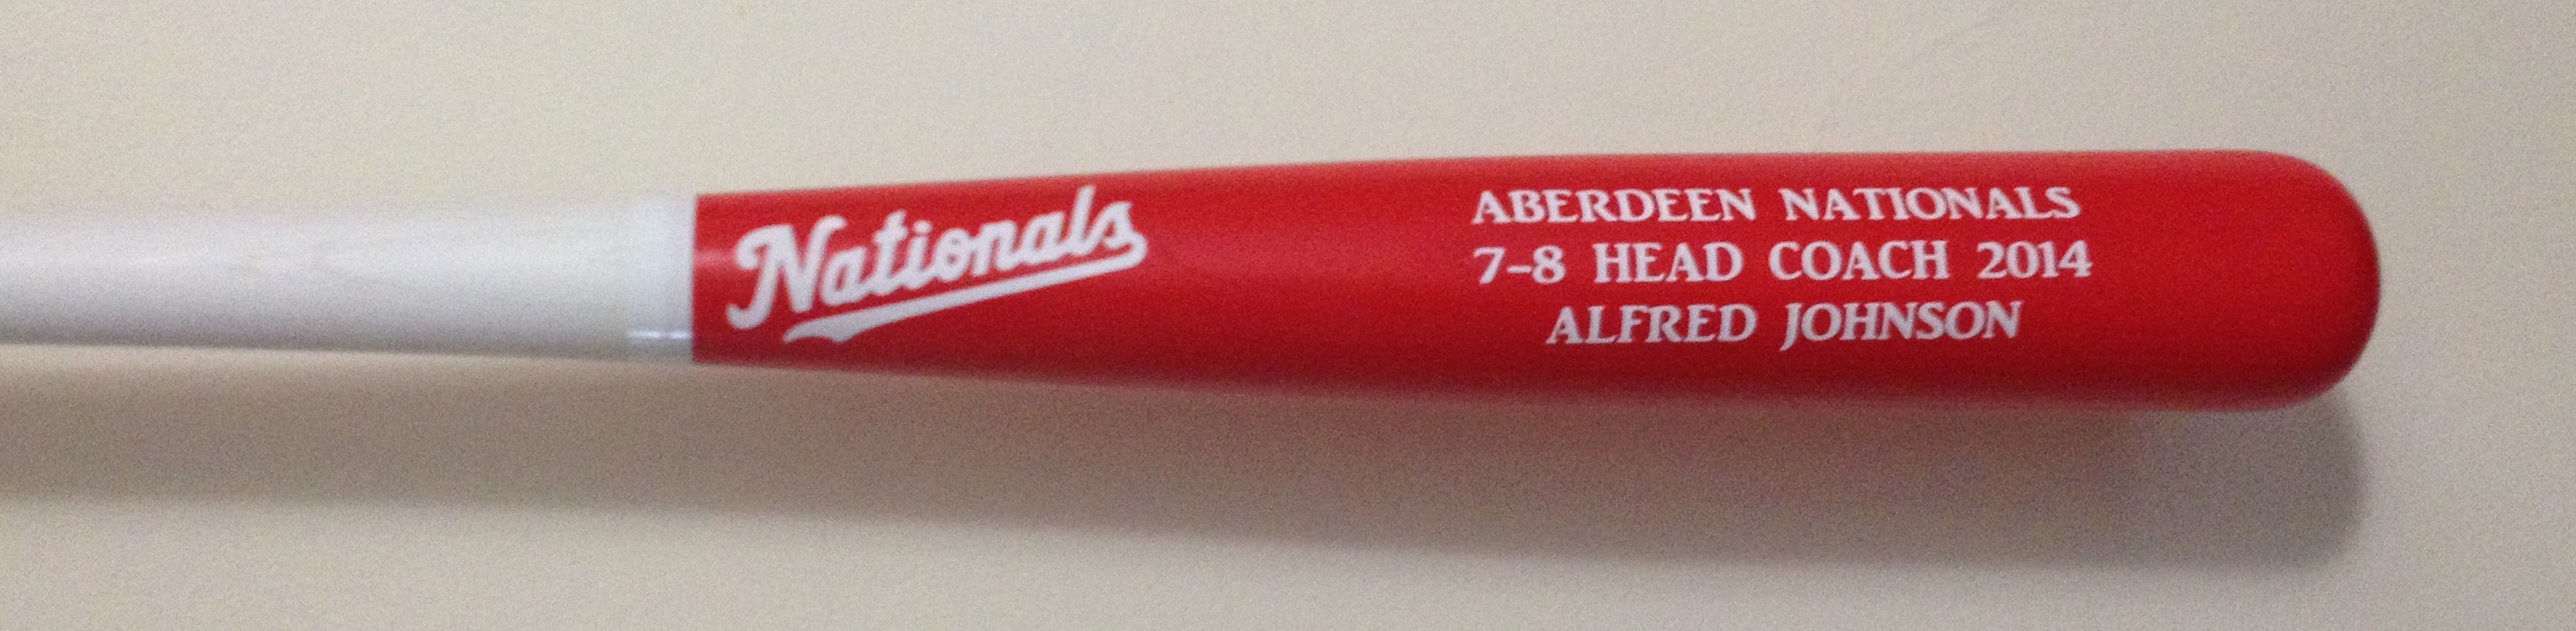 Nationals
ABERDEEN NATIONALS
7-8 HEAD COACH 2014
ALFRED JOHNSON